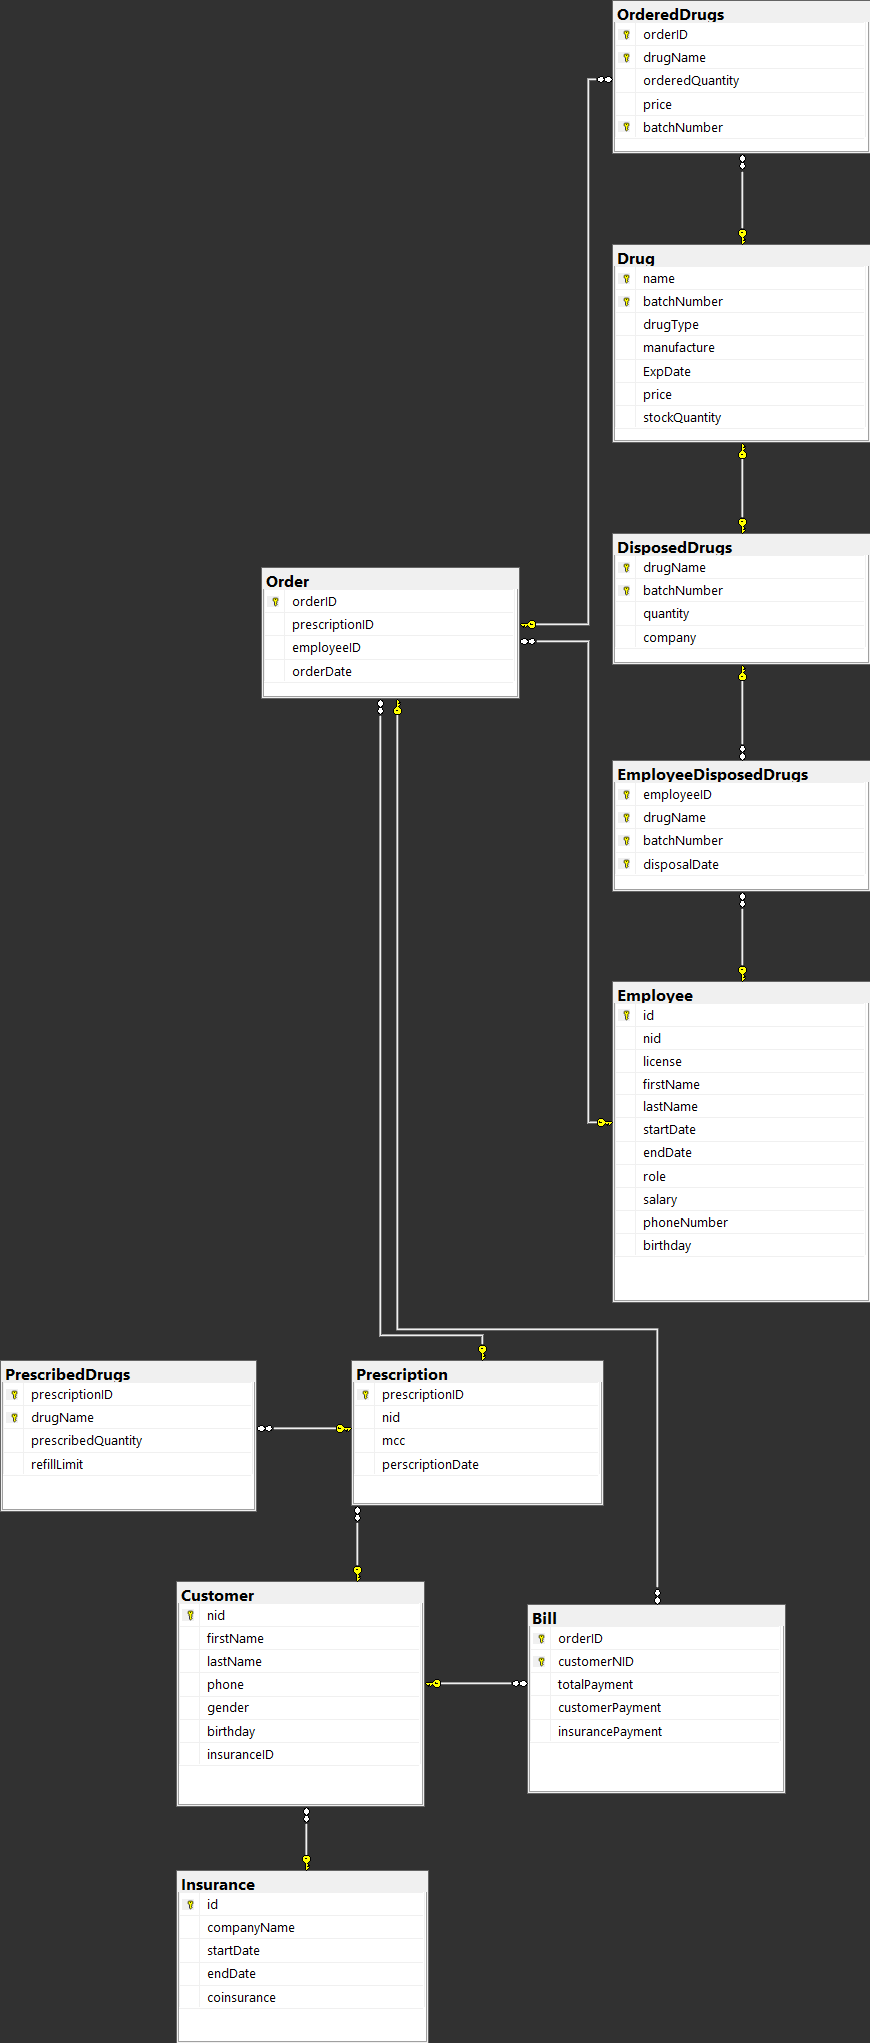 OrderedDrugs
orderID
drugName
orderedQuantity
price
batchNumber
Drug
name
batchNumber
drugType
manufacture
ExpDate
price
stockQuantity
DisposedDrugs
drugName
batchNumber
quantity
company
Order
orderID
prescriptionID
employeeID
orderDate
EmployeeDisposedDrugs
employeeID
drugName
batchNumber
disposalDate
Employee
id
nid
license
firstName
lastName
startDate
endDate
role
salary
phoneNumber
birthday
PrescribedDrugs
prescriptionID
drugName
prescribedQuantity
refillLimit
Prescription
prescriptionID
nid
mcc
perscriptionDate
Customer
nid
firstName
lastName
phone
gender
birthday
insuranceID
Bill
orderID
customerNID
totalPayment
customerPayment
insurancePayment
Insurance
id
companyName
startDate
endDate
coinsurance